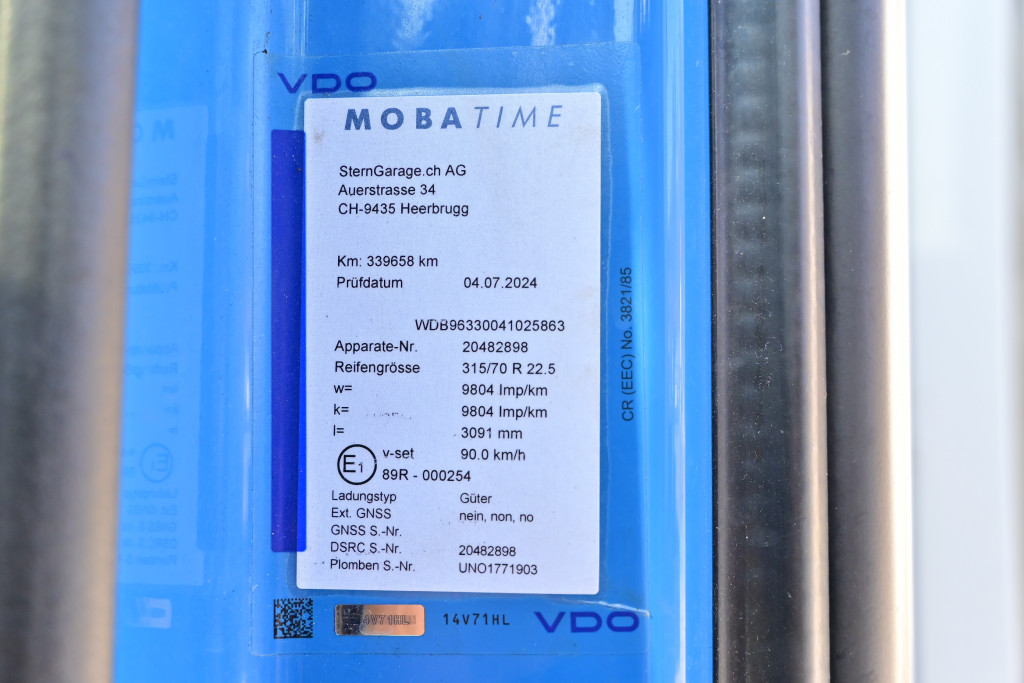 VDO
MOBATIME
SternGarage.ch AG
Auerstrasse 34
CH-9435 Heerbrugg
Km: 339658 km
Prüfdatum 04.07.2024
WDB96330041025863
Apparate-Nr. 20482898
Reifengrösse 315/70 R 22.5
w= 9804 Imp/km
k= 9804 Imp/km
l= 3091 mm
E1 v-set 90.0 km/h
89R - 000254
Ladungstyp Güter
Ext. GNSS nein, non, no
GNSS S.-Nr.
DSRC S.-Nr. 20482898
Plomben S.-Nr. UNO1771903
CR (EEC) No. 3821/85
14V71HL VDO